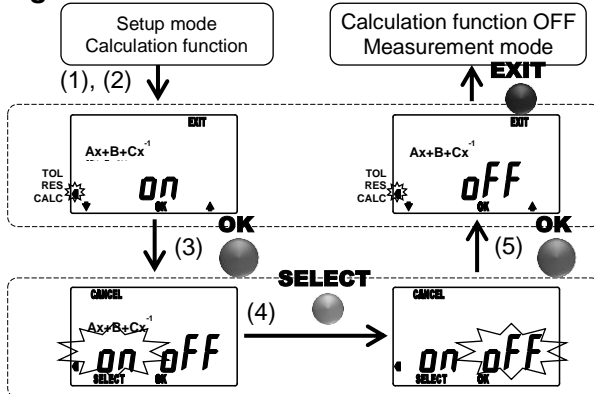 Setup mode
Calculation function
Calculation function OFF
Measurement mode
(1), (2)
EXIT
EXIT
Ax+B+Cx-1
TOL
RES
CALC
on
OK
EXIT
Ax+B+Cx-1
TOL
RES
CALC
oFF
OK
OK
(3)
OK
(5)
CANCEL
Ax+B+Cx-1
on oFF
SELECT OK
SELECT
(4)
CANCEL
on oFF
SELECT OK